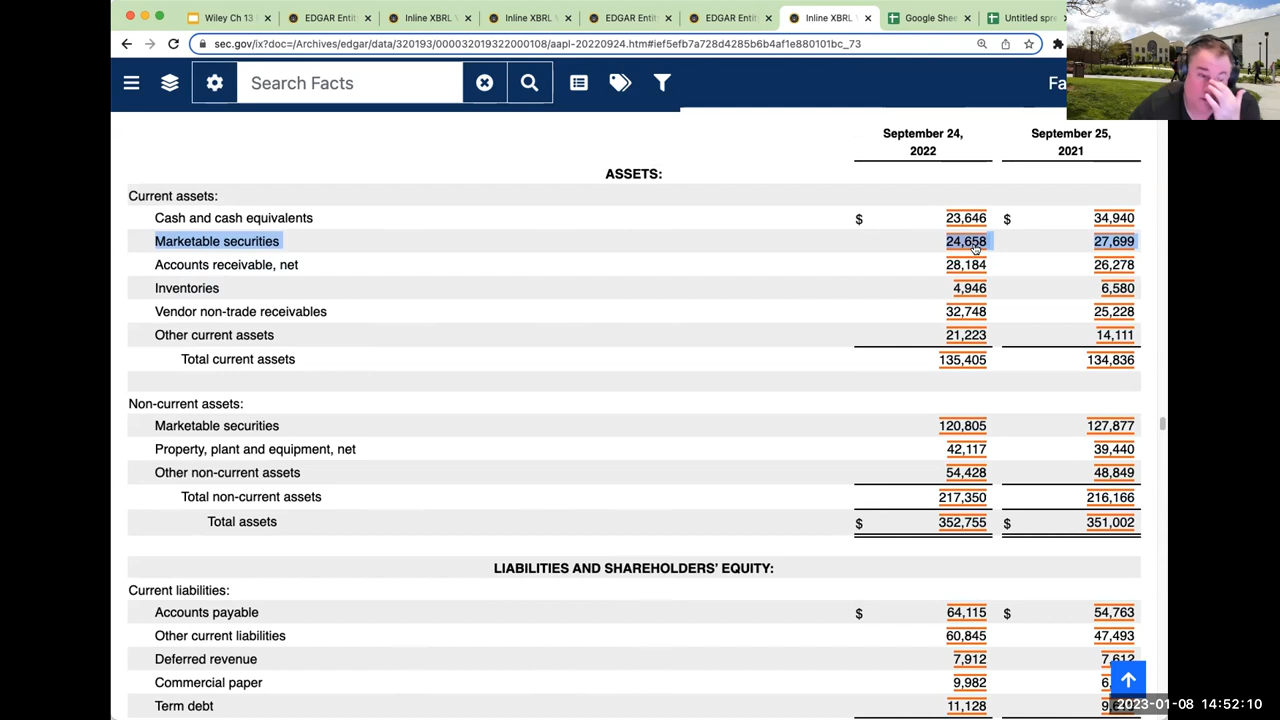 Wiley Ch 13
EDGAR Enti
Inline XBRL
Inline XBRL
EDGAR Enti
EDGAR Enti
Inline XBRL
Google She
Untitled spre
sec.gov/ix?doc=/Archives/edgar/data/320193/000032019322000108/aapl-20220924.htm#ief5efb7a728d4285b6b4af1e880101bc_73
Search Facts
Fa
September 24, 2022 September 25, 2021
ASSETS:
Current assets:
Cash and cash equivalents $ 23,646 $ 34,940
Marketable securities 24,658 27,699
Accounts receivable, net 28,184 26,278
Inventories 4,946 6,580
Vendor non-trade receivables 32,748 25,228
Other current assets 21,223 14,111
Total current assets 135,405 134,836
Non-current assets:
Marketable securities 120,805 127,877
Property, plant and equipment, net 42,117 39,440
Other non-current assets 54,428 48,849
Total non-current assets 217,350 216,166
Total assets $ 352,755 $ 351,002
LIABILITIES AND SHAREHOLDERS' EQUITY:
Current liabilities:
Accounts payable $ 64,115 $ 54,763
Other current liabilities 60,845 47,493
Deferred revenue 7,912 7,612
Commercial paper 9,982 6,
Term debt 11,128 9,
2023-01-08 14:52:10